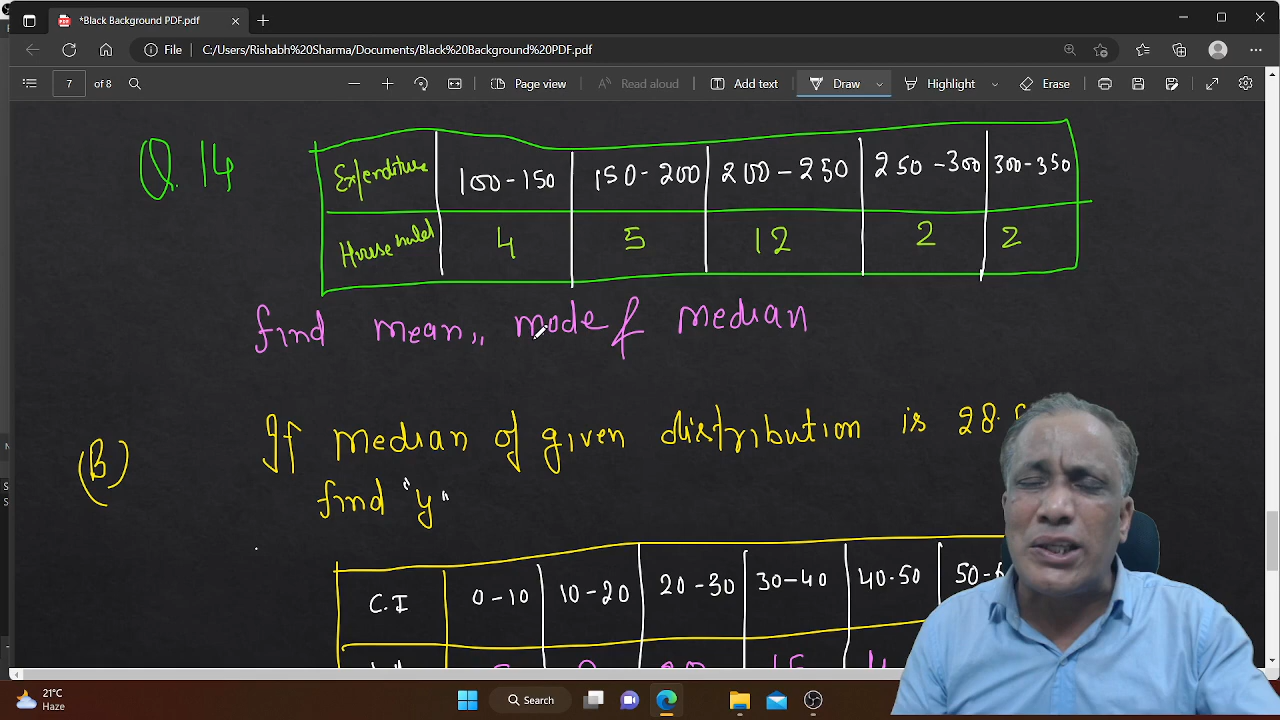 *Black Background PDF.pdf
File C:/Users/Rishabh%20Sharma/Documents/Black%20Background%20PDF.pdf
7 of 8 Page view Read aloud Add text Draw Highlight Erase
Q. 14
Expenditure 100-150 150-200 200-250 250-300 300-350
House 4 5 12 2 2
find mean,, mode & median
(B) If median of given distribution is 28.
find "y"
C.I 0-10 10-20 20-30 30-40 40-50 50-6
21°C
Haze
Search